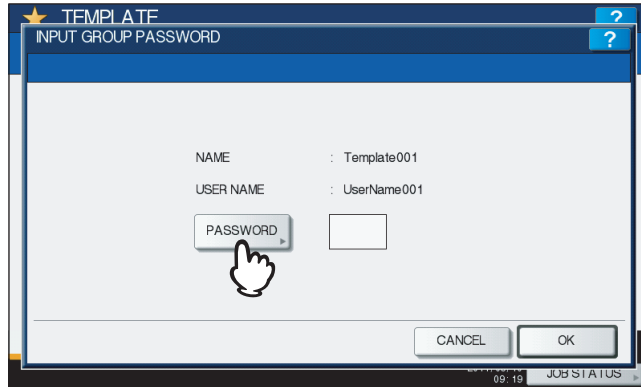 TEMPLATE ?
INPUT GROUP PASSWORD ?
NAME : Template001
USER NAME : UserName001
PASSWORD
CANCEL OK
09:19 JOB STATUS